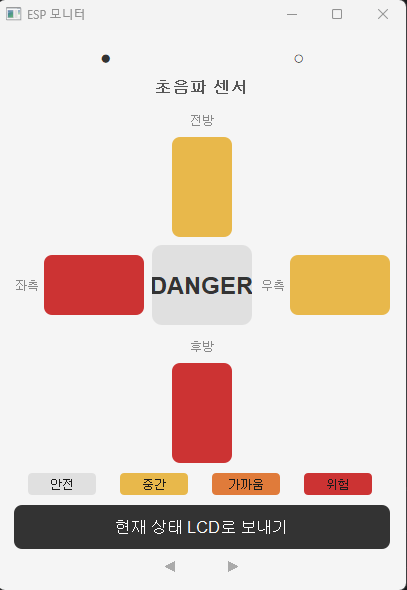 ESP 모니터
초음파 센서
전방
좌측
DANGER
우측
후방
안전 중간 가까움 위험
현재 상태 LCD로 보내기